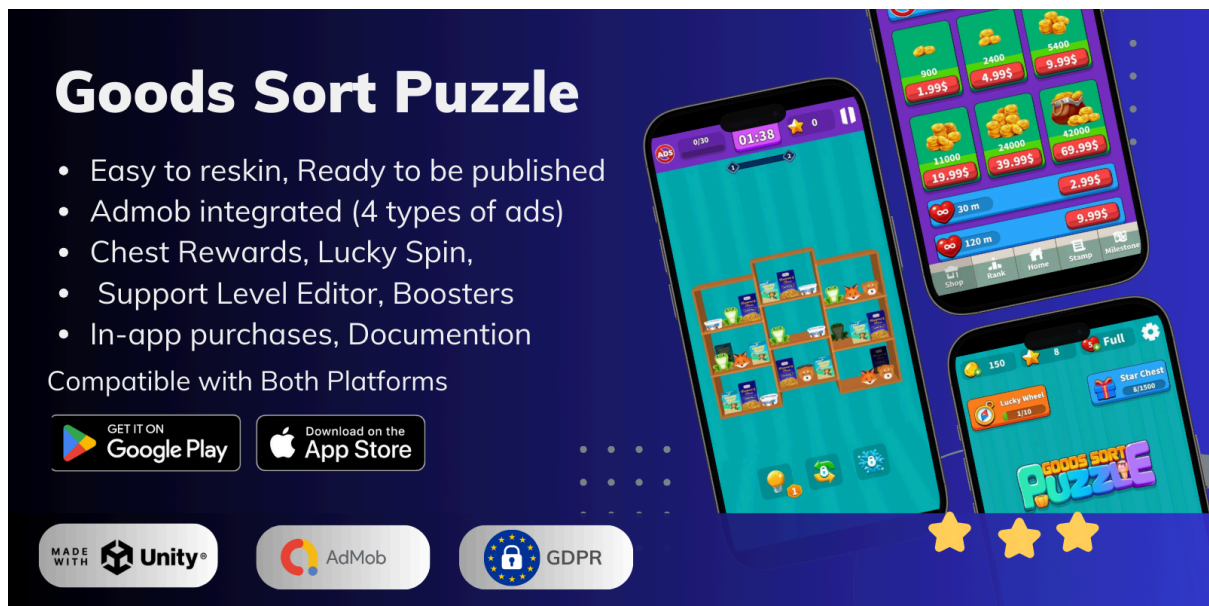 Goods Sort Puzzle
• Easy to reskin, Ready to be published
• Admob integrated (4 types of ads)
• Chest Rewards, Lucky Spin,
• Support Level Editor, Boosters
• In-app purchases, Documention
Compatible with Both Platforms
GET IT ON
Google Play
Download on the
App Store
MADE
WITH
Unity®
AdMob
GDPR
ADS
0/30
01:38
0
1
2
1
900
2400
5400
1.99$
4.99$
9.99$
11000
24000
42000
19.99$
39.99$
69.99$
∞ 30 m
2.99$
∞ 120 m
9.99$
Shop
Rank
Home
Stamp
Milestone
150
8
5
Full
Lucky Wheel
1/10
Star Chest
8/1500
GOODS SORT
PUZZLE